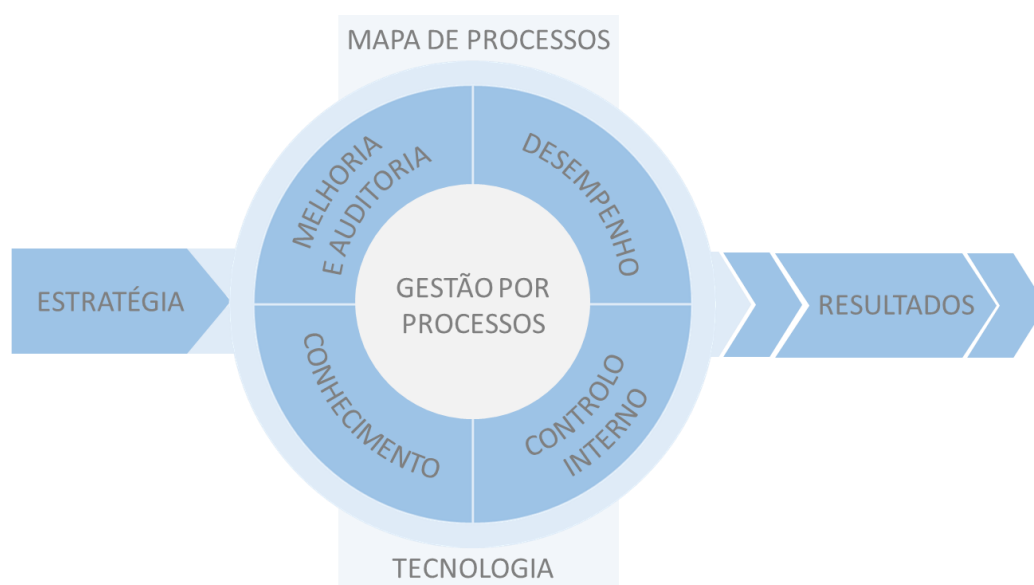 MAPA DE PROCESSOS
MELHORIA
E AUDITORIA
DESEMPENHO
ESTRATÉGIA
GESTÃO POR
PROCESSOS
RESULTADOS
CONHECIMENTO
CONTROLO
INTERNO
TECNOLOGIA